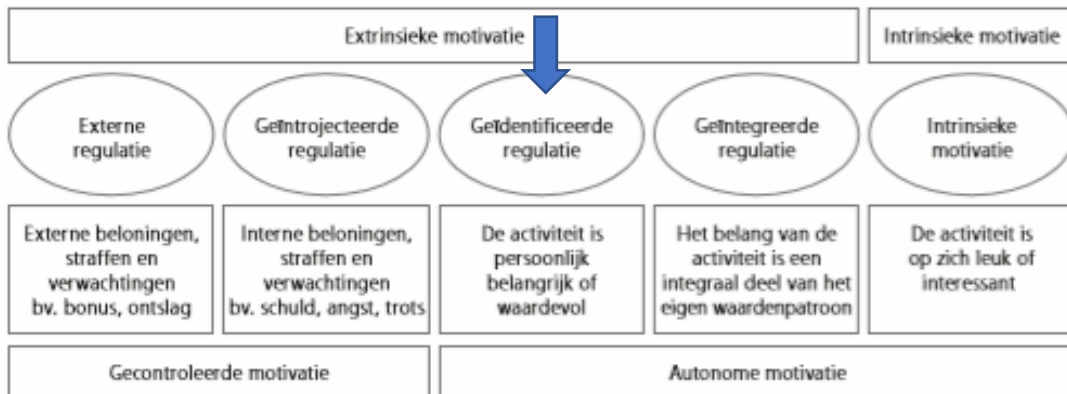 Extrinsieke motivatie
Intrinsieke motivatie
Externe
regulatie
Geïntrojecteerde
regulatie
Geïdentificeerde
regulatie
Geïntegreerde
regulatie
Intrinsieke
motivatie
Externe beloningen,
straffen en
verwachtingen
bv. bonus, ontslag
Interne beloningen,
straffen en
verwachtingen
bv. schuld, angst, trots
De activiteit is
persoonlijk
belangrijk of
waardevol
Het belang van de
activiteit is een
integraal deel van het
eigen waardenpatroon
De activiteit is
op zich leuk of
interessant
Gecontroleerde motivatie
Autonome motivatie